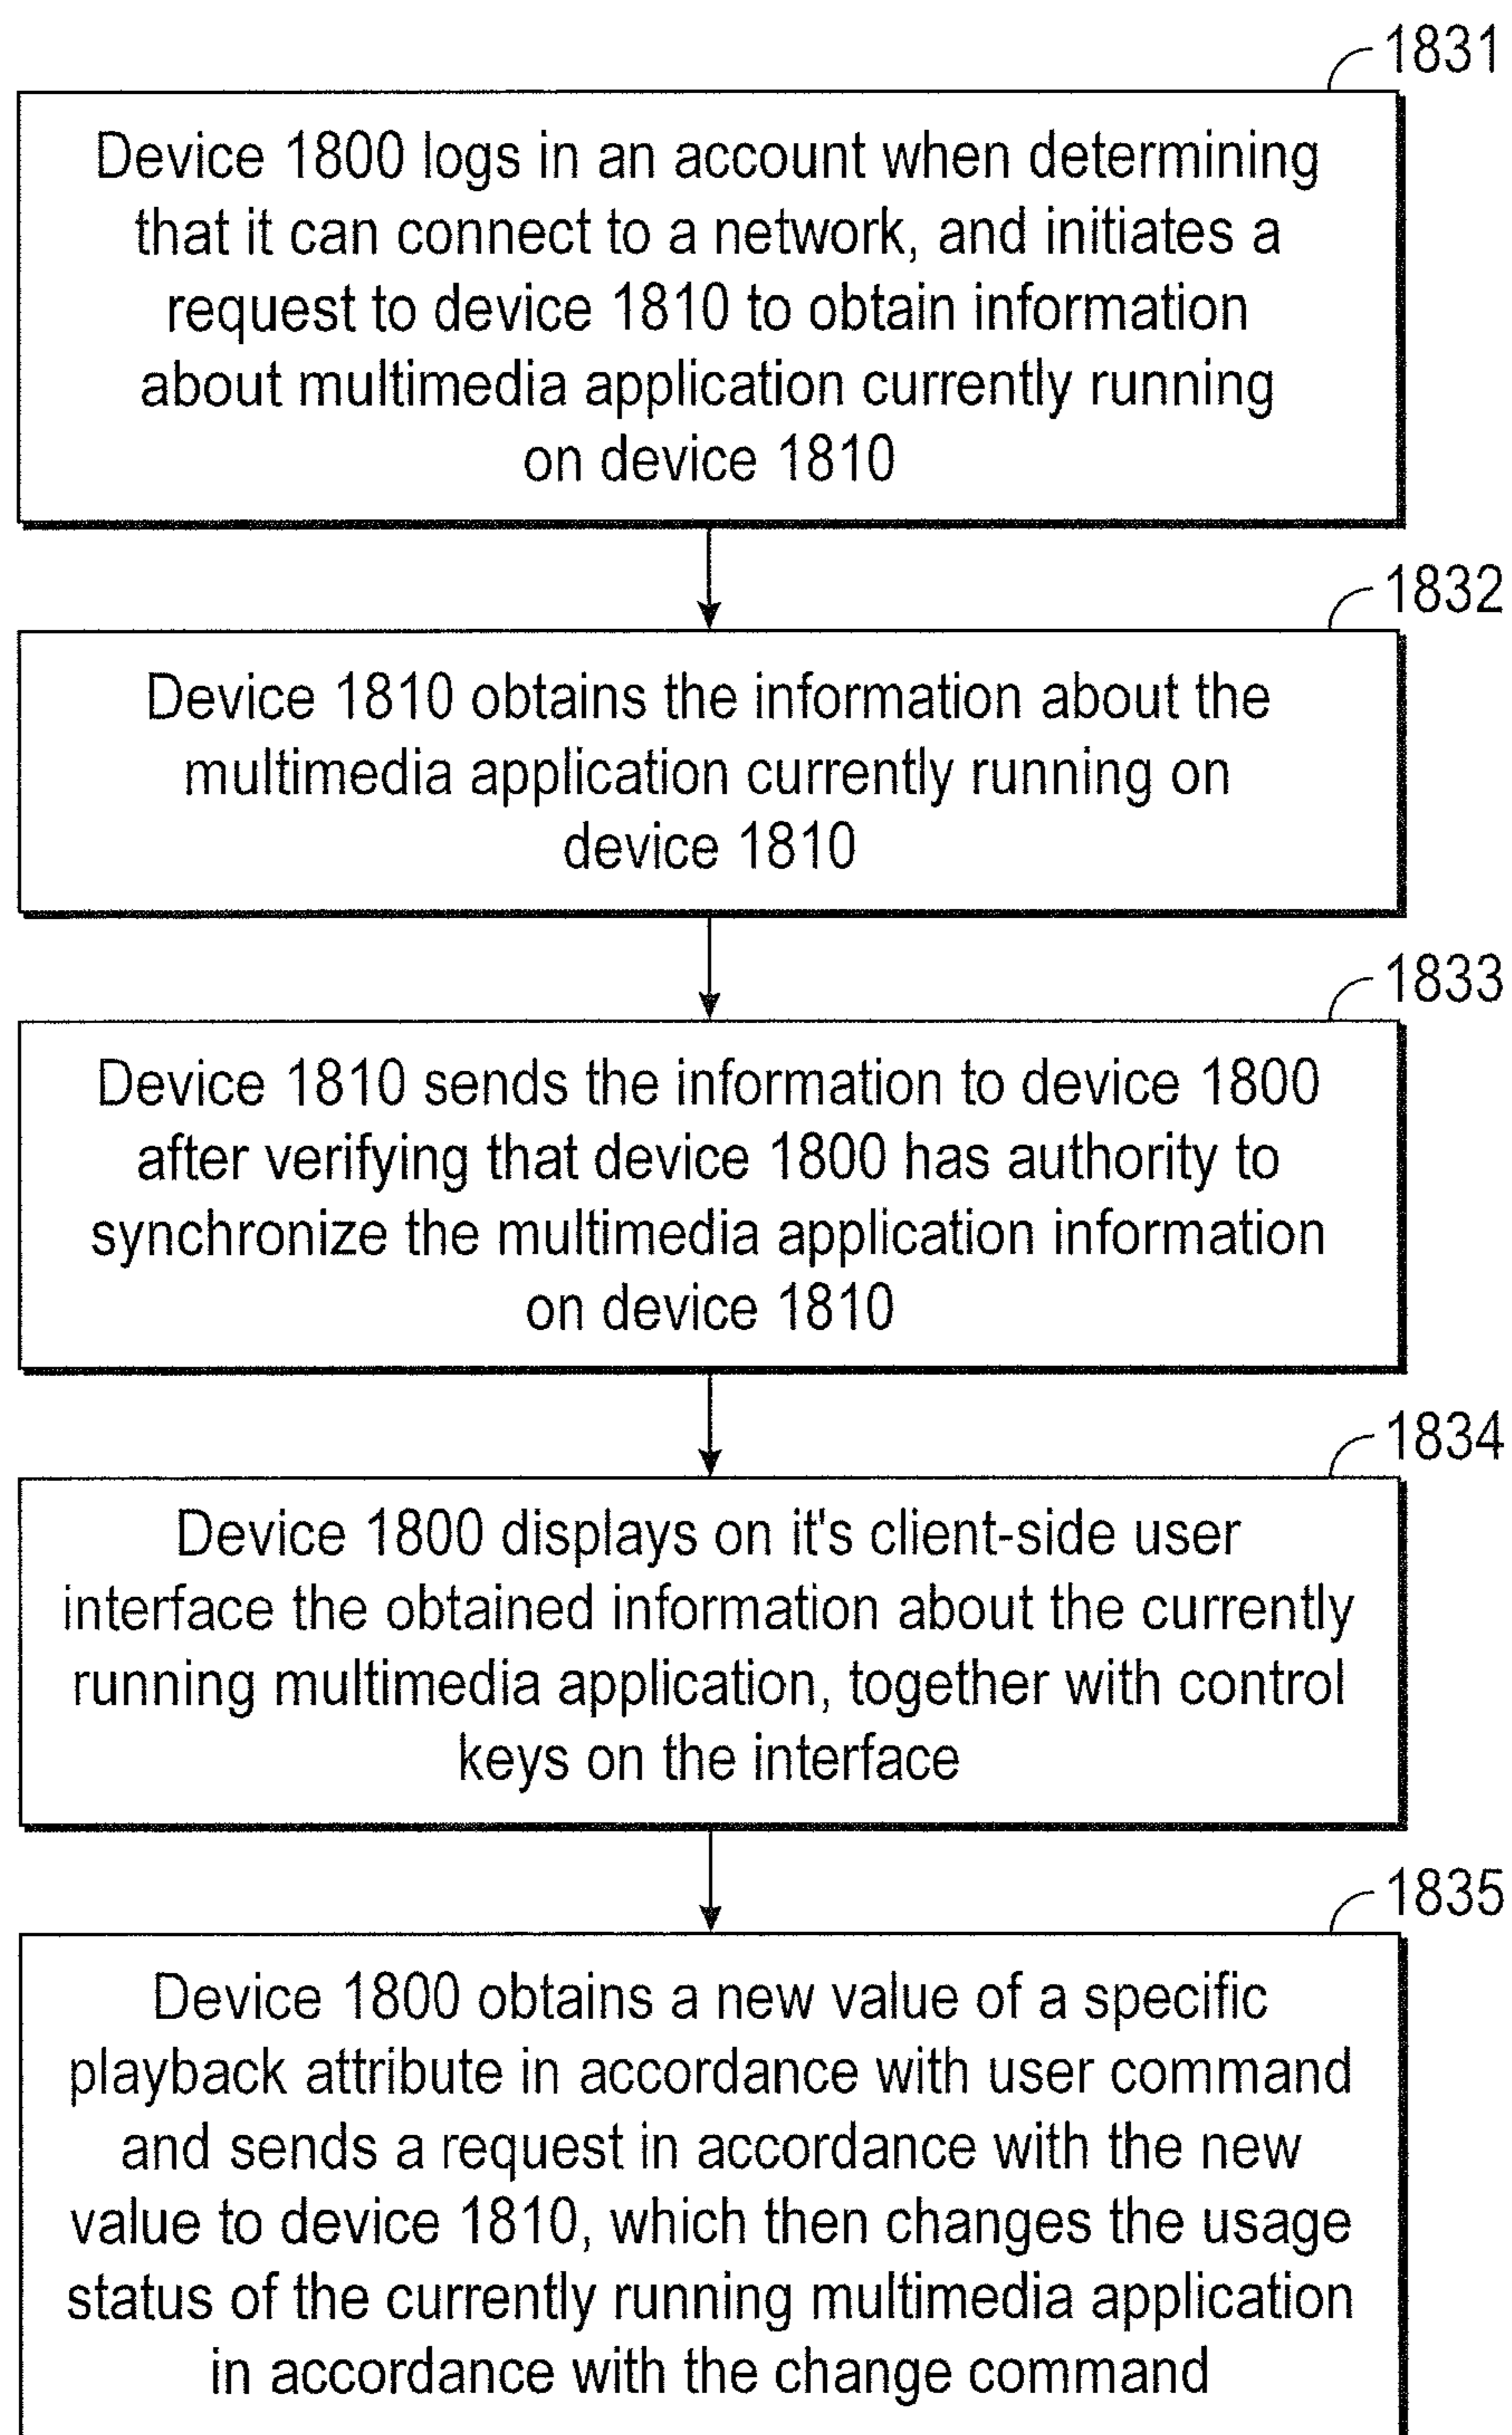 1831
Device 1800 logs in an account when determining
that it can connect to a network, and initiates a
request to device 1810 to obtain information
about multimedia application currently running
on device 1810
1832
Device 1810 obtains the information about the
multimedia application currently running on
device 1810
1833
Device 1810 sends the information to device 1800
after verifying that device 1800 has authority to
synchronize the multimedia application information
on device 1810
1834
Device 1800 displays on it's client-side user
interface the obtained information about the currently
running multimedia application, together with control
keys on the interface
1835
Device 1800 obtains a new value of a specific
playback attribute in accordance with user command
and sends a request in accordance with the new
value to device 1810, which then changes the usage
status of the currently running multimedia application
in accordance with the change command